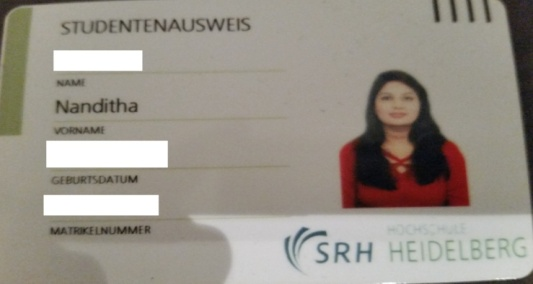 STUDENTENAUSWEIS
NAME
Nanditha
VORNAME
GEBURTSDATUM
MATRIKELNUMMER
SRH HOCHSCHULE HEIDELBERG